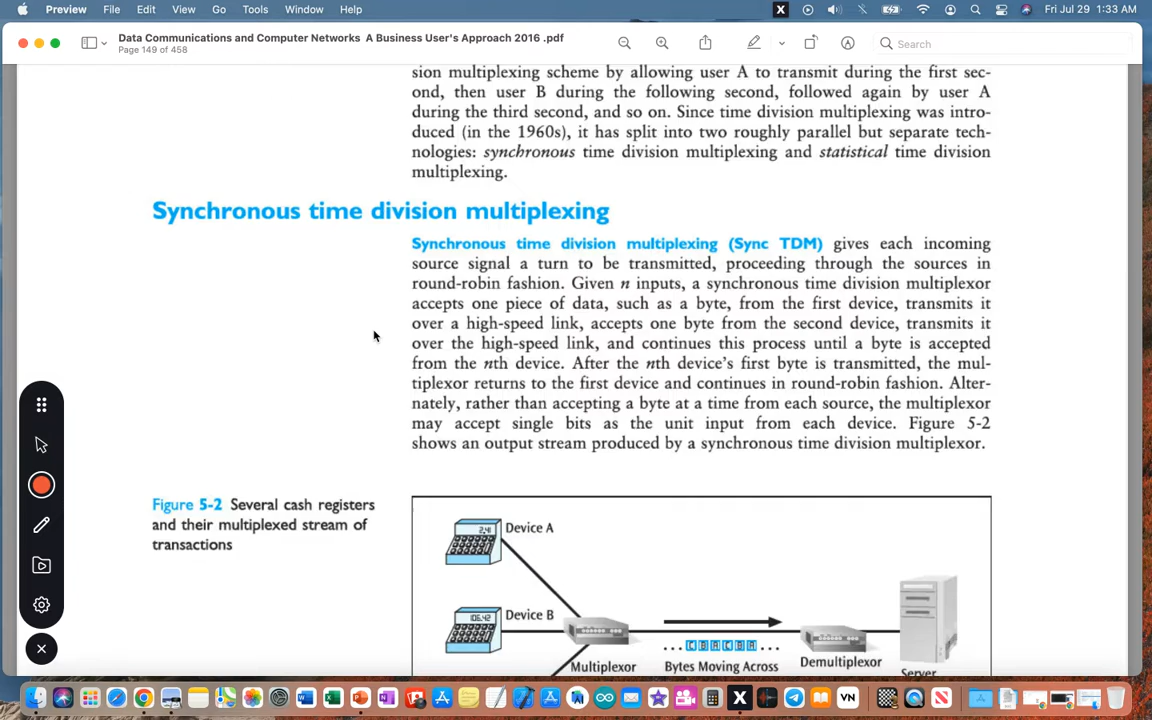 Preview File Edit View Go Tools Window Help X Fri Jul 29 1:33 AM
Data Communications and Computer Networks A Business User's Approach 2016 .pdf
Page 149 of 458
Search
sion multiplexing scheme by allowing user A to transmit during the first sec-
ond, then user B during the following second, followed again by user A
during the third second, and so on. Since time division multiplexing was intro-
duced (in the 1960s), it has split into two roughly parallel but separate tech-
nologies: synchronous time division multiplexing and statistical time division
multiplexing.
Synchronous time division multiplexing
Synchronous time division multiplexing (Sync TDM) gives each incoming
source signal a turn to be transmitted, proceeding through the sources in
round-robin fashion. Given n inputs, a synchronous time division multiplexor
accepts one piece of data, such as a byte, from the first device, transmits it
over a high-speed link, accepts one byte from the second device, transmits it
over the high-speed link, and continues this process until a byte is accepted
from the nth device. After the nth device's first byte is transmitted, the mul-
tiplexor returns to the first device and continues in round-robin fashion. Alter-
nately, rather than accepting a byte at a time from each source, the multiplexor
may accept single bits as the unit input from each device. Figure 5-2
shows an output stream produced by a synchronous time division multiplexor.
Figure 5-2 Several cash registers
and their multiplexed stream of
transactions
Device A
2.41
Device B
106.42
...CBACBA...
Multiplexor
Bytes Moving Across
Demultiplexor
Server
X
VN